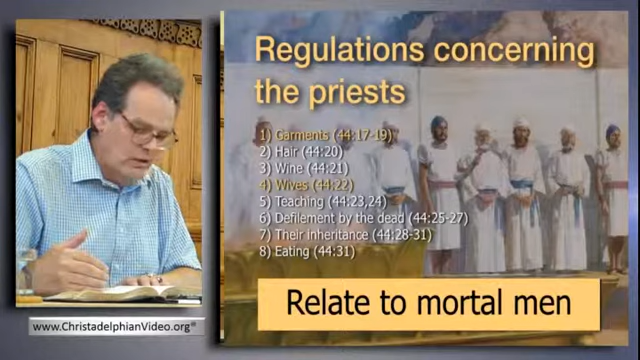 Regulations concerning
the priests
1) Garments (44:17-19)
2) Hair (44:20)
3) Wine (44:21)
4) Wives (44:22)
5) Teaching (44:23,24)
6) Defilement by the dead (44:25-27)
7) Their inheritance (44:28-31)
8) Eating (44:31)
Relate to mortal men
www.ChristadelphianVideo.org®